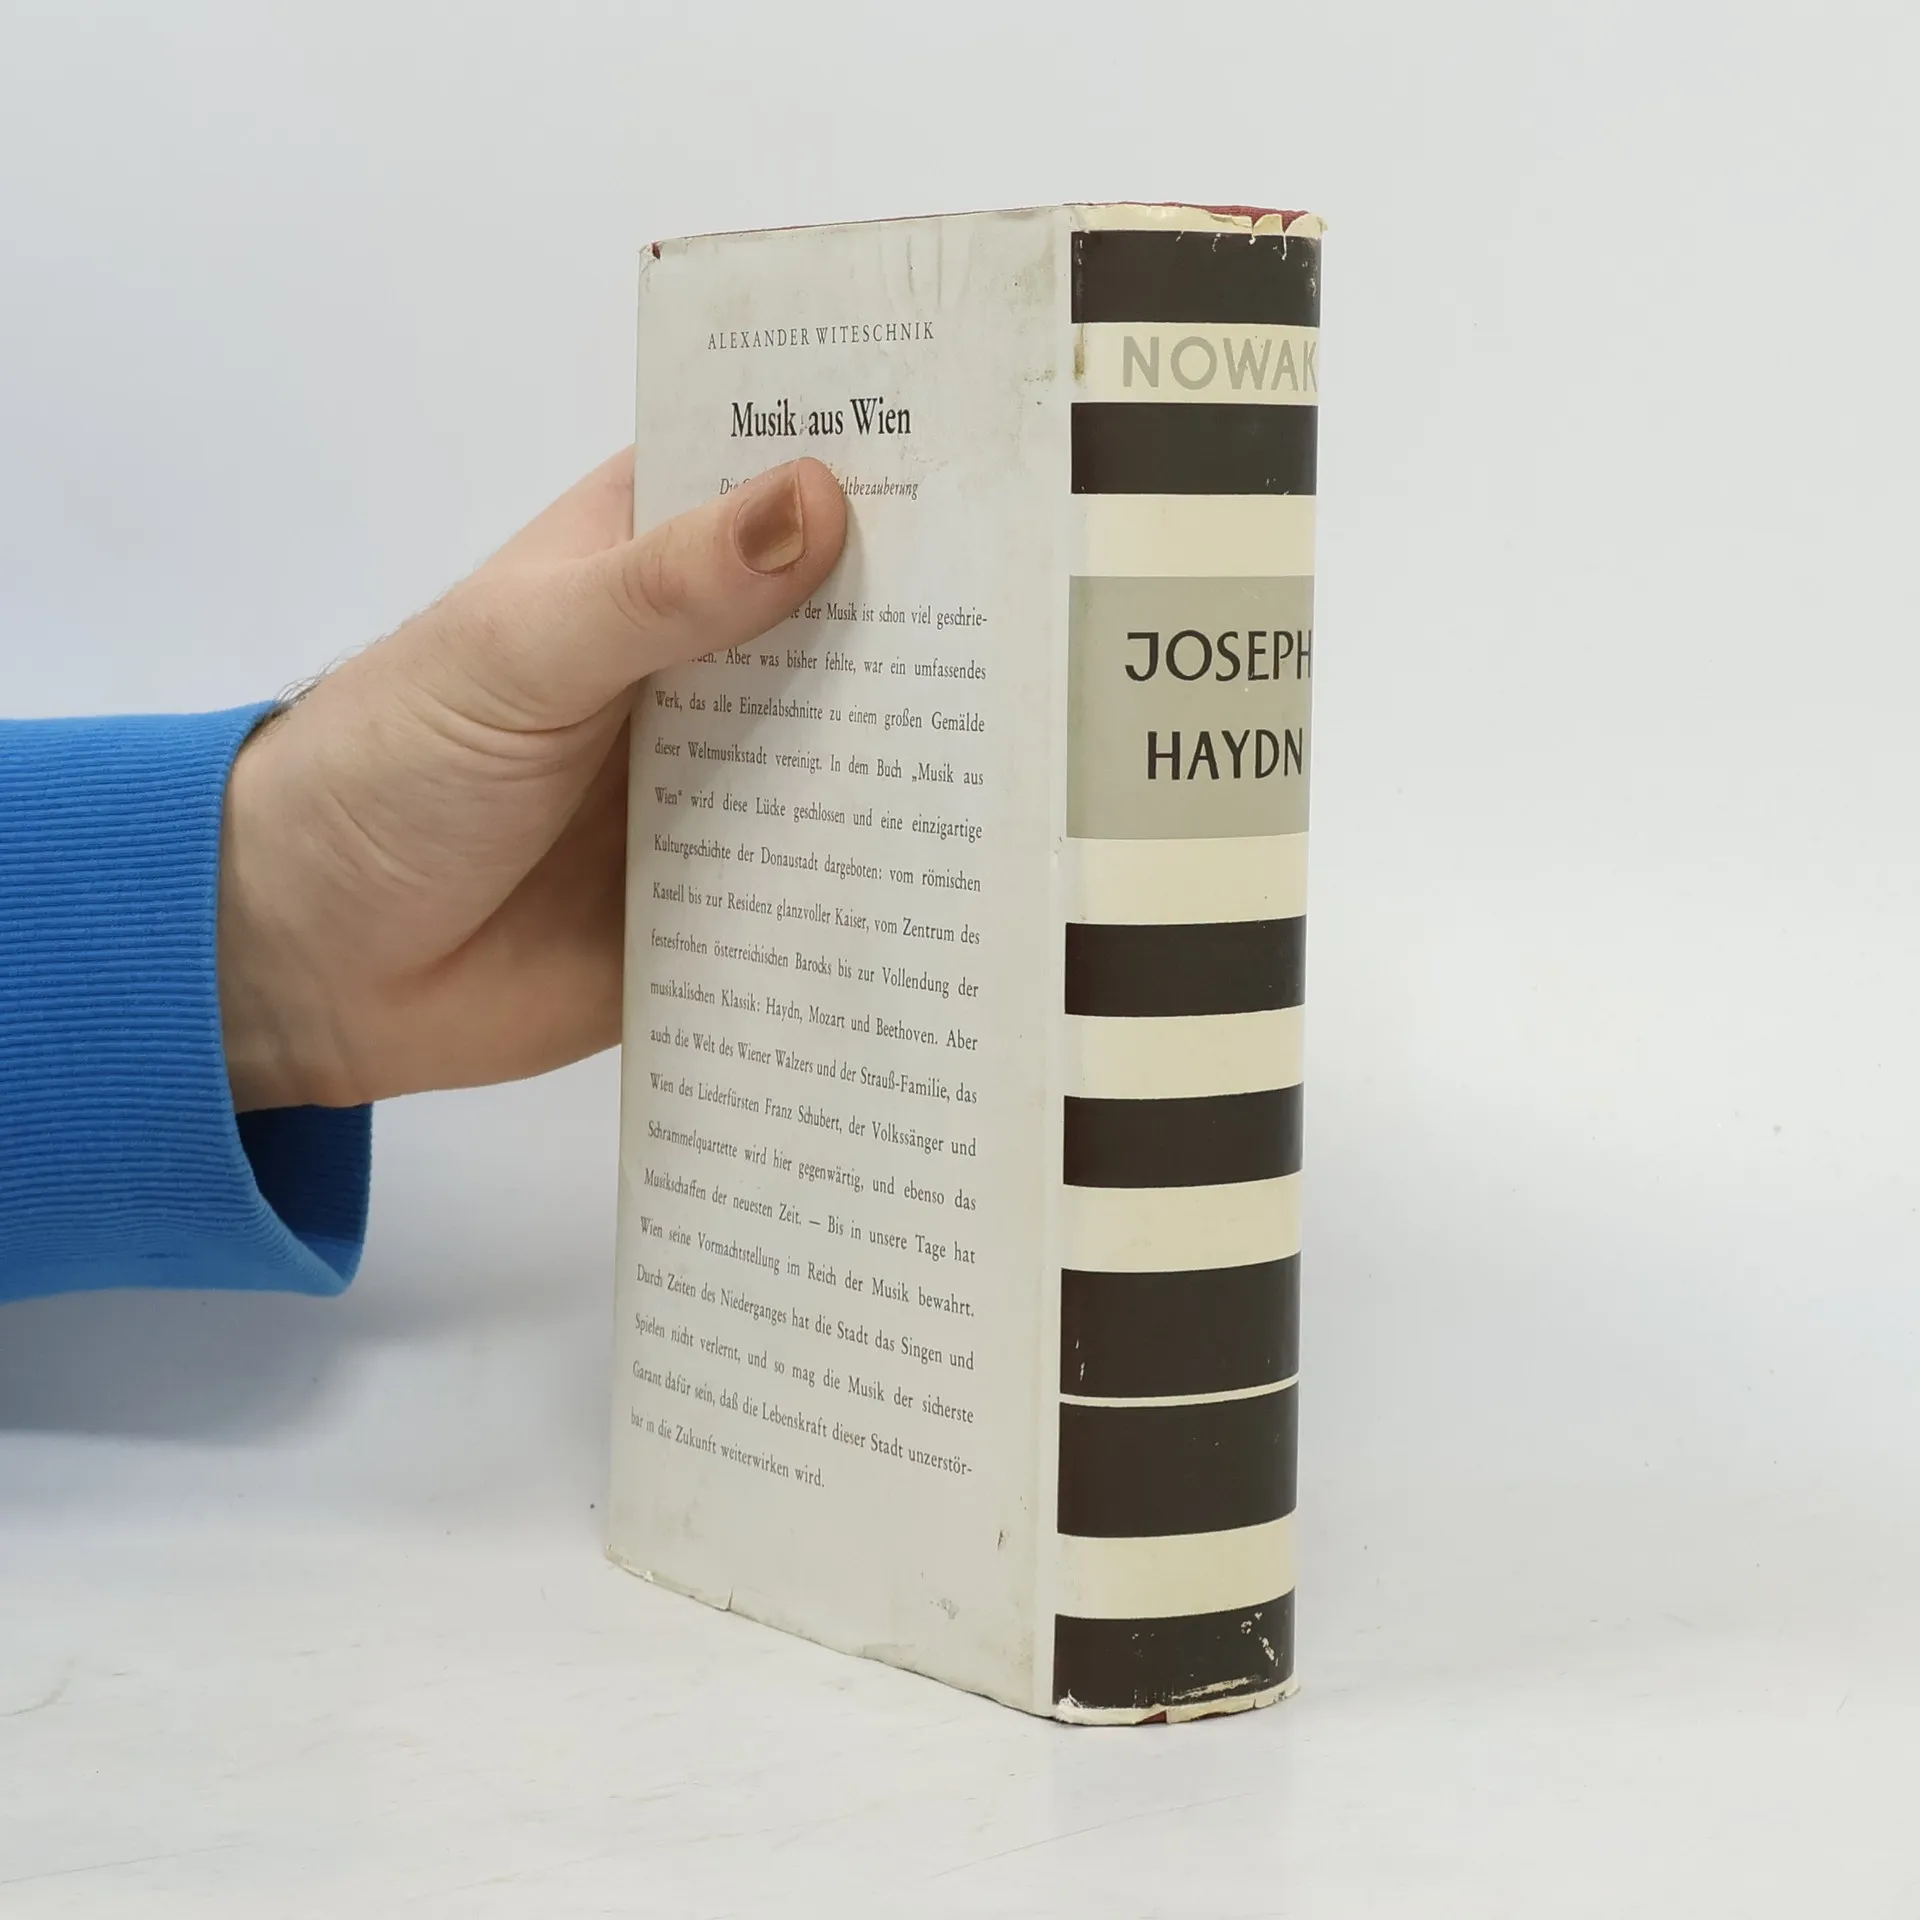 ALEXANDER WITESCHNIK
Musik aus Wien
Die
der Musik ist schon viel geschrie-
Aber was bisher fehlte, war ein umfassendes
Werk, das alle Einzelabschnitte zu einem großen Gemälde
dieser Weltmusikstadt vereinigt. In dem Buch „Musik aus
Wien“ wird diese Lücke geschlossen und eine einzigartige
Kulturgeschichte der Donaustadt dargeboten: vom römischen
Kastell bis zur Residenz glanzvoller Kaiser, vom Zentrum des
festesfrohen österreichischen Barocks bis zur Vollendung der
musikalischen Klassik: Haydn, Mozart und Beethoven. Aber
auch die Welt des Wiener Walzers und der Strauß-Familie, das
Wien des Liederfürsten Franz Schubert, der Volkssänger und
Schrammelquartette wird hier gegenwärtig, und ebenso das
Musikschaffen der neuesten Zeit. — Bis in unsere Tage hat
Wien seine Vormachtstellung im Reich der Musik bewahrt.
Durch Zeiten des Niederganges hat die Stadt das Singen und
Spielen nicht verlernt, und so mag die Musik der sicherste
Garant dafür sein, daß die Lebenskraft dieser Stadt unzerstör-
bar in die Zukunft weiterwirken wird.
NOWAK
JOSEPH
HAYDN